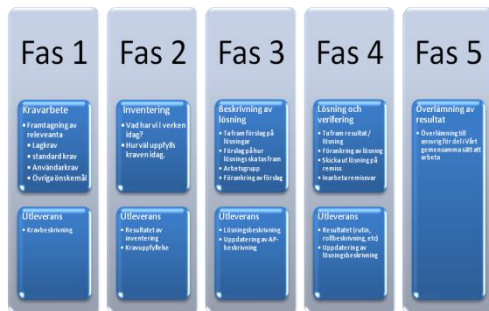 Fas 1
Kravarbete
• Framtagning av
releventa
• Lagkrav
• standard krav
• Användarkrav
• Övriga önskemål
Utleverans
• Kravbeskrivning
Fas 2
Inventering
• Vad har vi i verken
idag?
• Hur väl uppfylls
kraven idag.
Utleverans
• Resultatet av
inventering
• Kravuppfyllebe
Fas 3
Beskrivning av
lösning
• Ta fram förslag på
lösningar
• Förslag på hur
lösning ska tas fram
• Arbetsgrupp
• Förankring av förslag
Utleverans
• Lösningsbeskrivning
• Uppdatering av AP-
beskrivning
Fas 4
Lösning och
verifering
• Ta fram resultat /
lösning
• Förankring av lösning
• Skicka ut lösning på
remiss
• Inarbeta remissvar
Utleverans
• Resultatet (rutin,
rollbeskrivning, etc)
• Uppdatering av
lösningsbeskrivning
Fas 5
Överlämning av
resultat
• Överlämning till
ansvrig för del i Vårt
gemensamma sätt att
arbeta